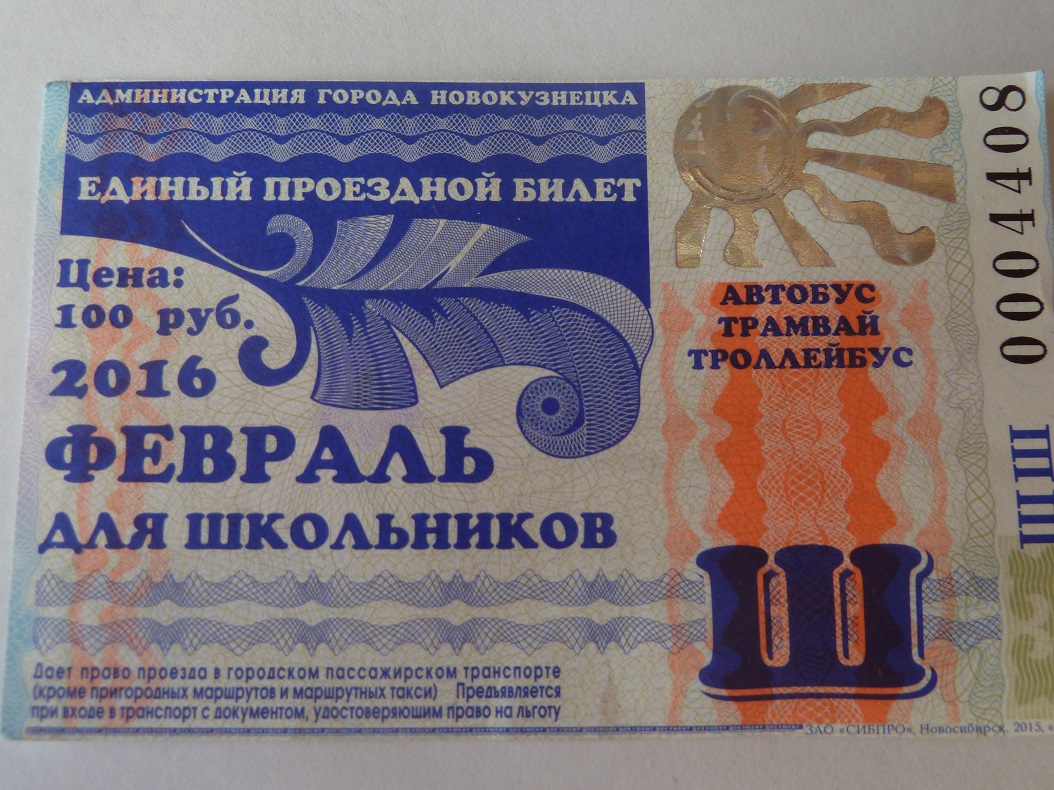 АДМИНИСТРАЦИЯ ГОРОДА НОВОКУЗНЕЦКА
ЕДИНЫЙ ПРОЕЗДНОЙ БИЛЕТ
Цена:
100 руб.
2016
ФЕВРАЛЬ
ДЛЯ ШКОЛЬНИКОВ
Дает право проезда в городском пассажирском транспорте
(кроме пригородных маршрутов и маршрутных такси) Предъявляется
при входе в транспорт с документом, удостоверяющим право на льготу
АВТОБУС
ТРАМВАЙ
ТРОЛЛЕЙБУС
Ш
ЗАО «СИБПРО», Новосибирск, 2015,
0004408